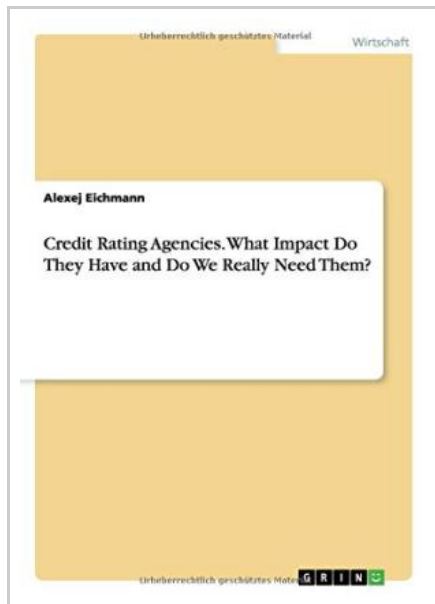 Urheberrechtlich geschütztes Material
Wirtschaft
Alexej Eichmann
Credit Rating Agencies. What Impact Do
They Have and Do We Really Need Them?
Urheberrechtlich geschütztes Mater
GRIN